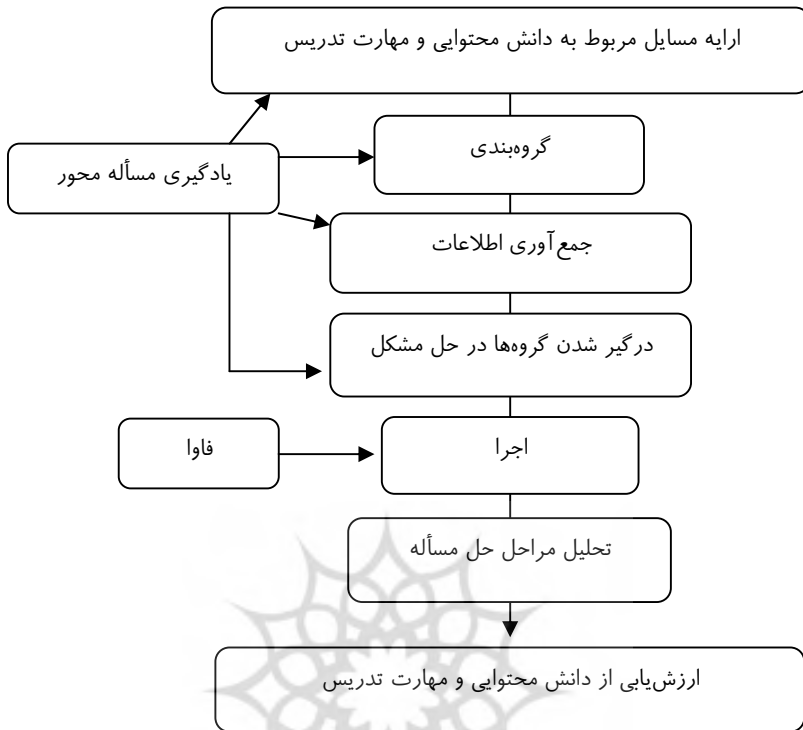 ارایه مسایل مربوط به دانش محتوایی و مهارت تدریس
گروه‌بندی
یادگیری مسأله محور
جمع‌آوری اطلاعات
درگیر شدن گروه‌ها در حل مشکل
فاوا
اجرا
تحلیل مراحل حل مسأله
ارزش‌یابی از دانش محتوایی و مهارت تدریس